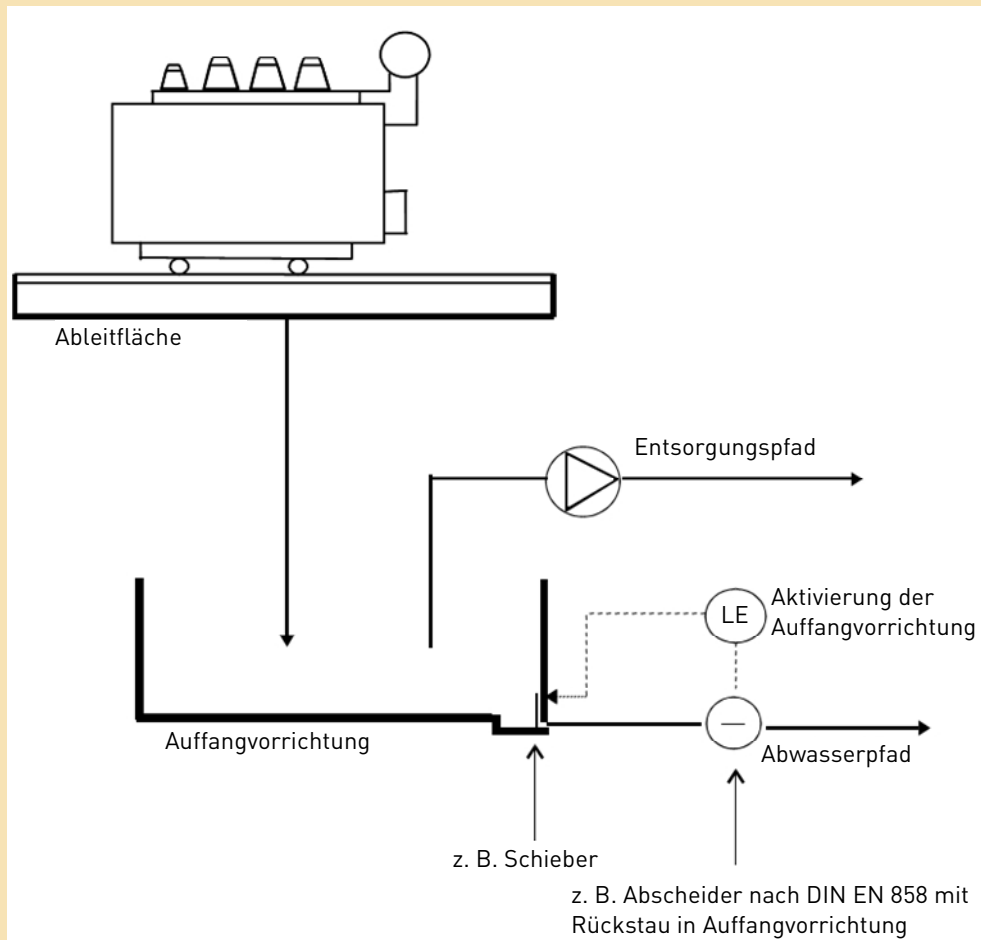 Ableitfläche
Entsorgungspfad
LE
Aktivierung der
Auffangvorrichtung
Auffangvorrichtung
Abwasserpfad
z. B. Schieber
z. B. Abscheider nach DIN EN 858 mit
Rückstau in Auffangvorrichtung